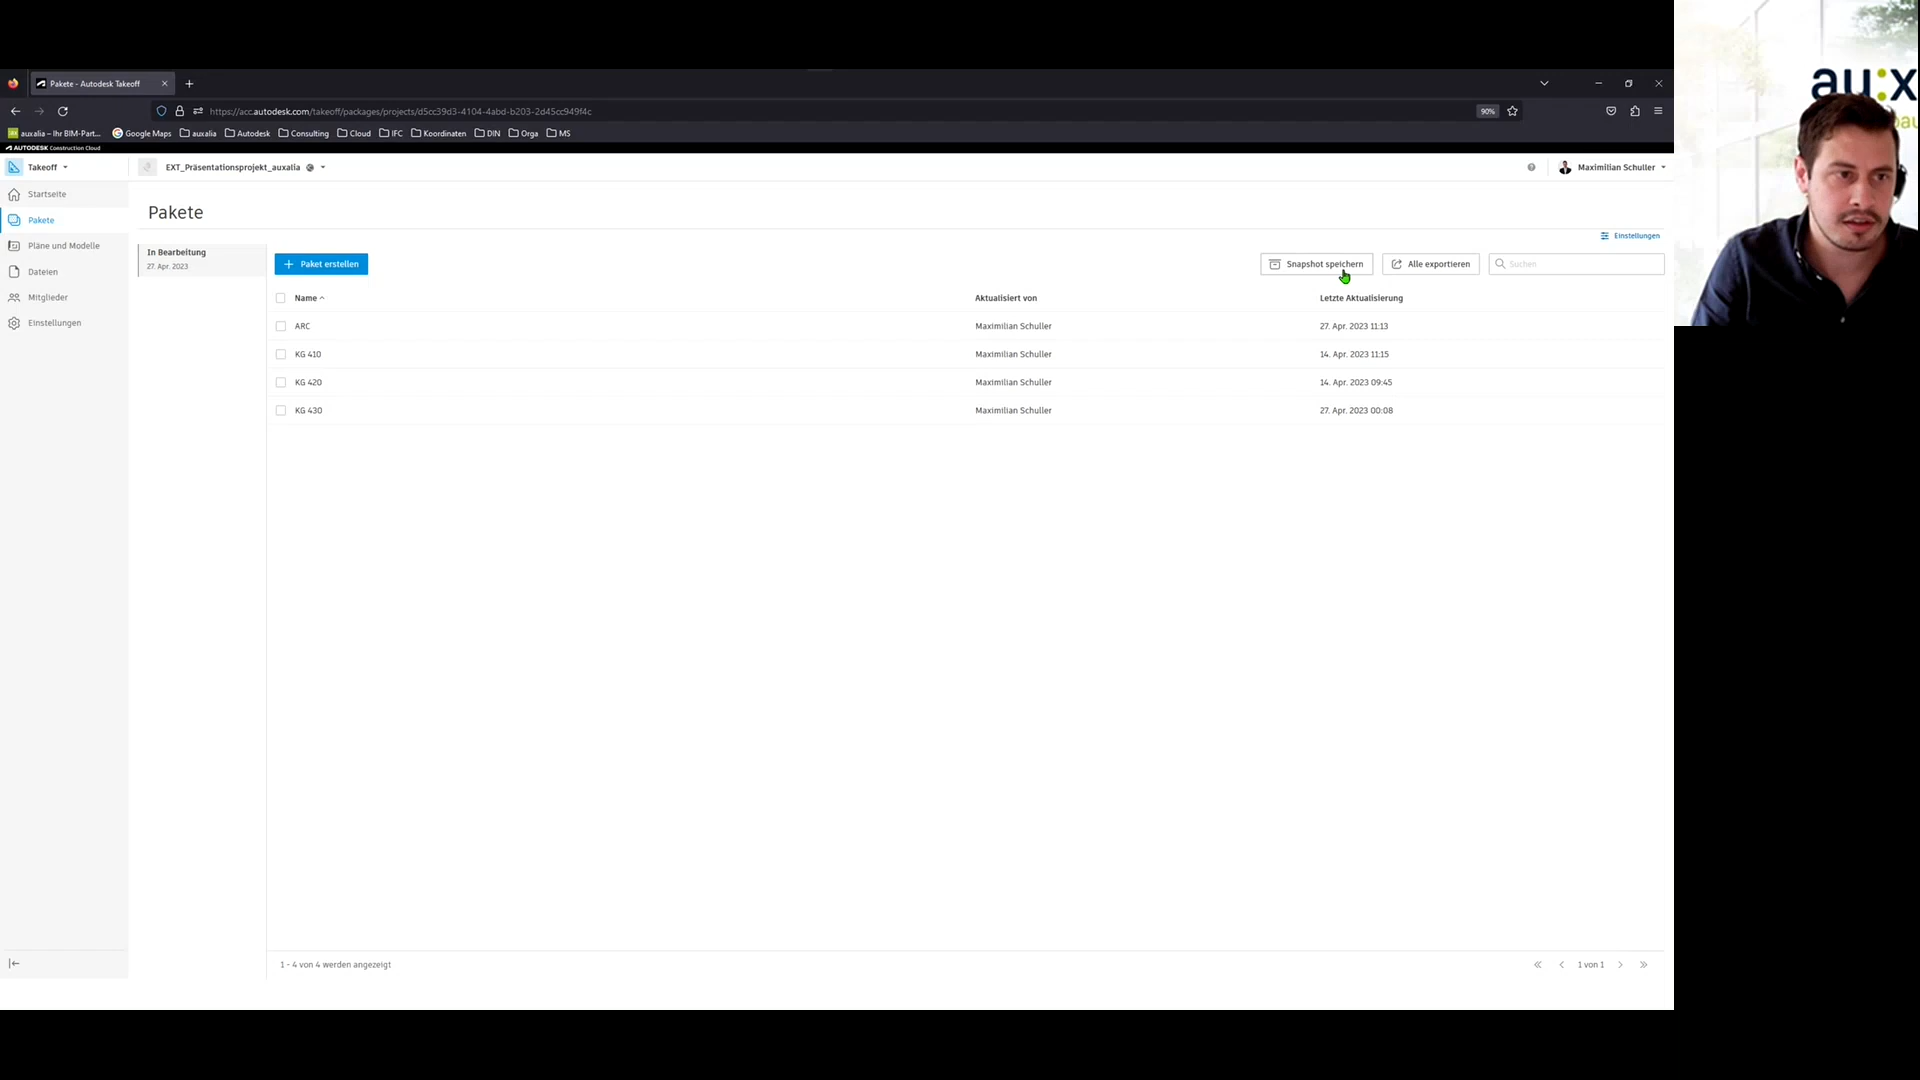 au:x
bau
Pakete - Autodesk Takeoff
https://acc.autodesk.com/takeoff/packages/projects/d5cc39d3-4104-4abd-b203-2d45cc949f4c
90%
auxalia – Ihr BIM-Part...
Google Maps
auxalia
Autodesk
Consulting
Cloud
IFC
Koordinaten
DIN
Orga
MS
AUTODESK Construction Cloud
Takeoff
EXT_Präsentationsprojekt_auxalia
Maximilian Schuller
Startseite
Pakete
Pläne und Modelle
Dateien
Mitglieder
Einstellungen
Pakete
Einstellungen
In Bearbeitung
27. Apr. 2023
Paket erstellen
Snapshot speichern
Alle exportieren
Suchen
Name
Aktualisiert von
Letzte Aktualisierung
ARC
Maximilian Schuller
27. Apr. 2023 11:13
KG 410
Maximilian Schuller
14. Apr. 2023 11:15
KG 420
Maximilian Schuller
14. Apr. 2023 09:45
KG 430
Maximilian Schuller
27. Apr. 2023 00:08
1 - 4 von 4 werden angezeigt
1 von 1